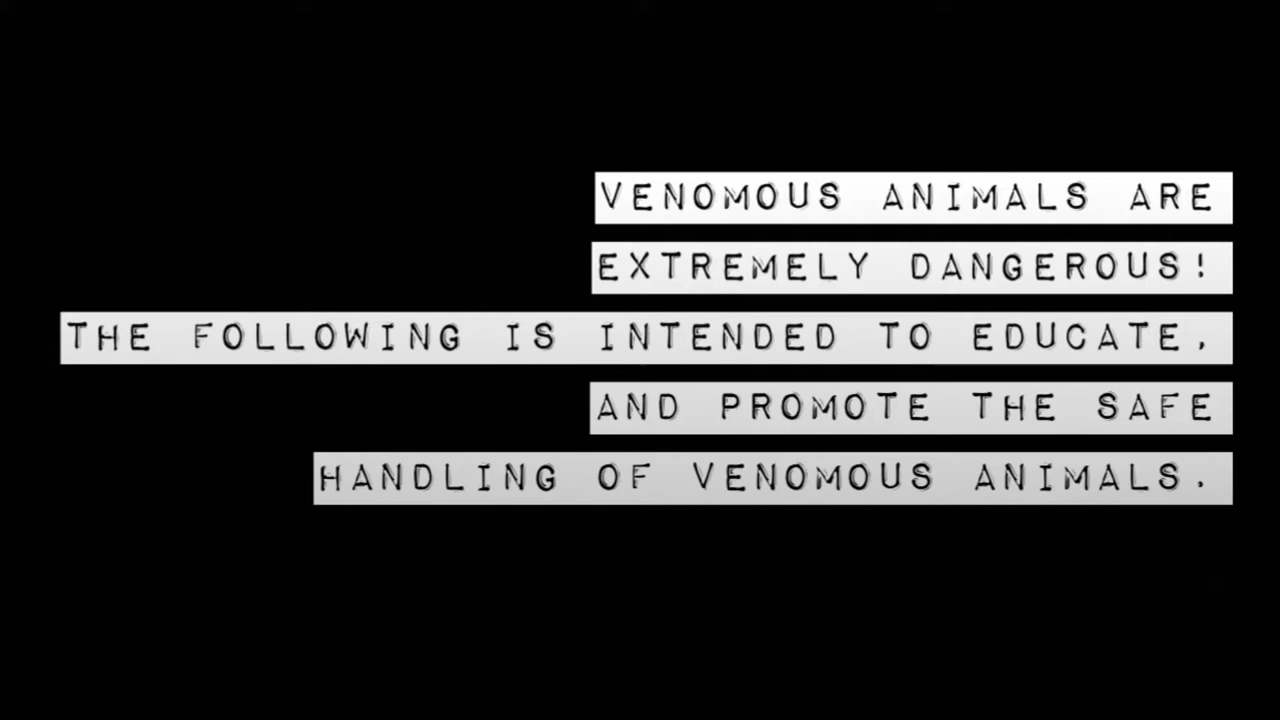 VENOMOUS ANIMALS ARE
EXTREMELY DANGEROUS!
THE FOLLOWING IS INTENDED TO EDUCATE,
AND PROMOTE THE SAFE
HANDLING OF VENOMOUS ANIMALS.